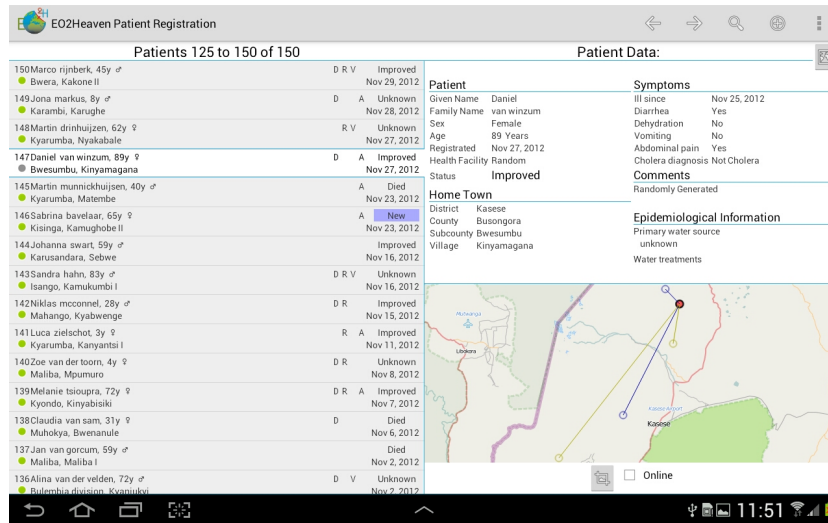 EO2Heaven Patient Registration
Patients 125 to 150 of 150
150 Marco rijnberk, 45y ♂ D R V Improved
Bwera, Kakone II Nov 29, 2012
149 Jona markus, 8y ♂ D A Unknown
Karambi, Karughe Nov 28, 2012
148 Martin drinhuijzen, 62y ♀ R V Unknown
Kyarumba, Nyakabale Nov 27, 2012
147 Daniel van winzum, 89y ♀ D A Improved
Bwesumbu, Kinyamagana Nov 27, 2012
145 Martin munnickhuijsen, 40y ♂ A Died
Kyarumba, Matembe Nov 23, 2012
146 Sabrina bavelaar, 65y ♀ A New
Kisinga, Kamughobe II Nov 23, 2012
144 Johanna swart, 59y ♂ Improved
Karusandara, Sebwe Nov 16, 2012
143 Sandra hahn, 83y ♂ D R V Unknown
Isango, Kamukumbi I Nov 16, 2012
142 Niklas mcconnel, 28y ♂ D R Improved
Mahango, Kyabwenge Nov 15, 2012
141 Luca zielschot, 3y ♀ R A Improved
Kyarumba, Kanyantsi I Nov 11, 2012
140 Zoe van der toorn, 4y ♀ D R Unknown
Maliba, Mpumuro Nov 8, 2012
139 Melanie tsioupra, 72y ♂ D R A Improved
Kyondo, Kinyabisiki Nov 7, 2012
138 Claudia van sam, 31y ♀ D Died
Muhokya, Bwenanule Nov 6, 2012
137 Jan van gorcum, 59y ♂ Died
Maliba, Maliba I Nov 2, 2012
136 Alina van der velden, 72y ♂ D V Unknown
Bulembia division, Kyanjukyi Nov 2, 2012
Patient Data:
Patient
Given Name Daniel
Family Name van winzum
Sex Female
Age 89 Years
Registrated Nov 27, 2012
Health Facility Random
Status Improved
Home Town
District Kasese
County Busongora
Subcounty Bwesumbu
Village Kinyamagana
Symptoms
Ill since Nov 25, 2012
Diarrhea Yes
Dehydration No
Vomiting No
Abdominal pain Yes
Cholera diagnosis Not Cholera
Comments
Randomly Generated
Epidemiological Information
Primary water source
unknown
Water treatments
Mutwanga
Libokora
Kasese Airport
Kasese
Online
11:51